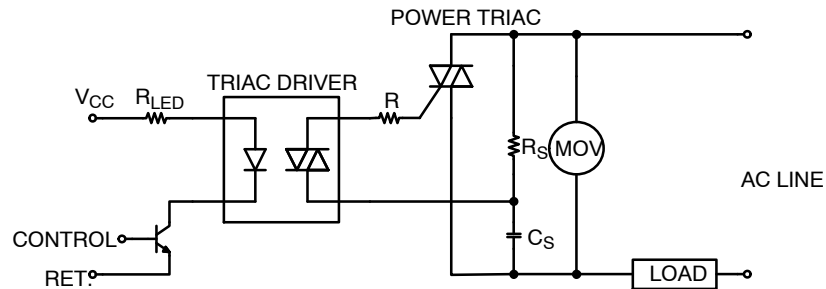 POWER TRIAC
TRIAC DRIVER
VCC
RLED
R
RS
MOV
AC LINE
CONTROL
CS
RET.
LOAD